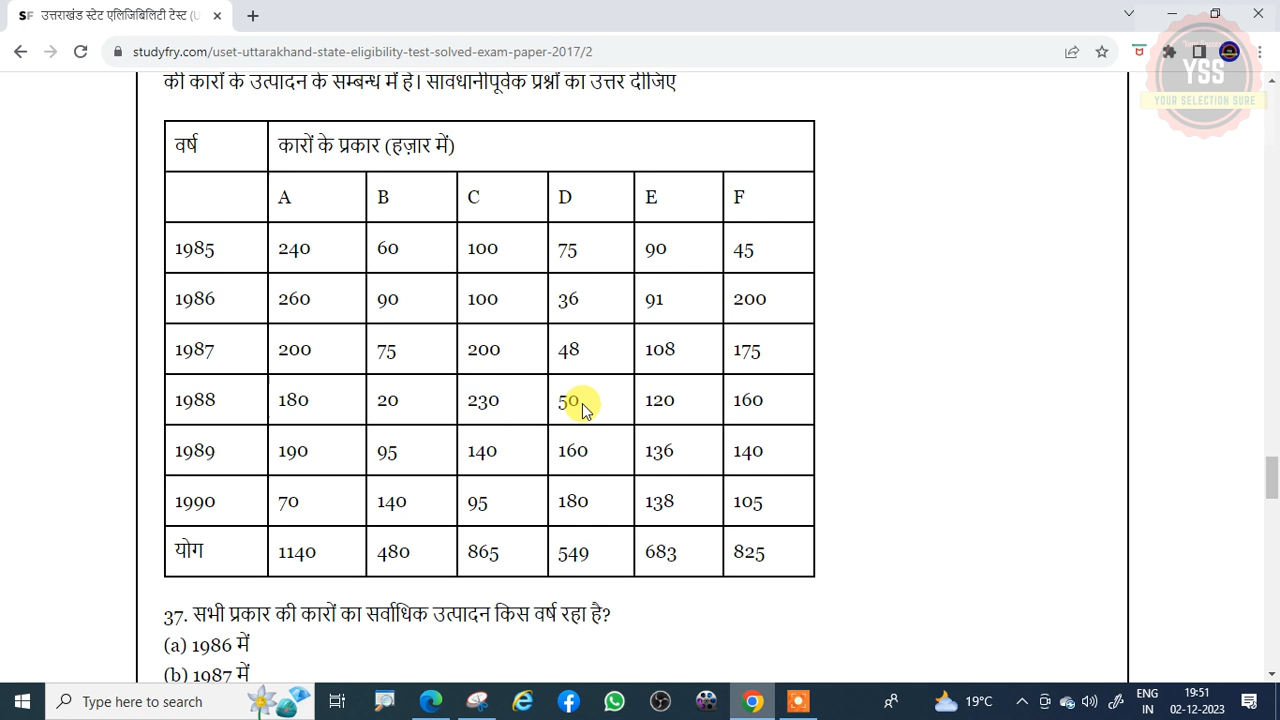 SF उत्तराखंड स्टेट एलिजिबिलिटी टेस्ट (U
studyfry.com/uset-uttarakhand-state-eligibility-test-solved-exam-paper-2017/2
YSS
YOUR SELECTION SURE
की कारों के उत्पादन के सम्बन्ध में है। सावधानीपूर्वक प्रश्नों का उत्तर दीजिए
वर्ष कारों के प्रकार (हज़ार में)
A B C D E F
1985 240 60 100 75 90 45
1986 260 90 100 36 91 200
1987 200 75 200 48 108 175
1988 180 20 230 50 120 160
1989 190 95 140 160 136 140
1990 70 140 95 180 138 105
योग 1140 480 865 549 683 825
37. सभी प्रकार की कारों का सर्वाधिक उत्पादन किस वर्ष रहा है?
(a) 1986 में
(b) 1987 में
Type here to search
19°C
ENG
IN
19:51
02-12-2023